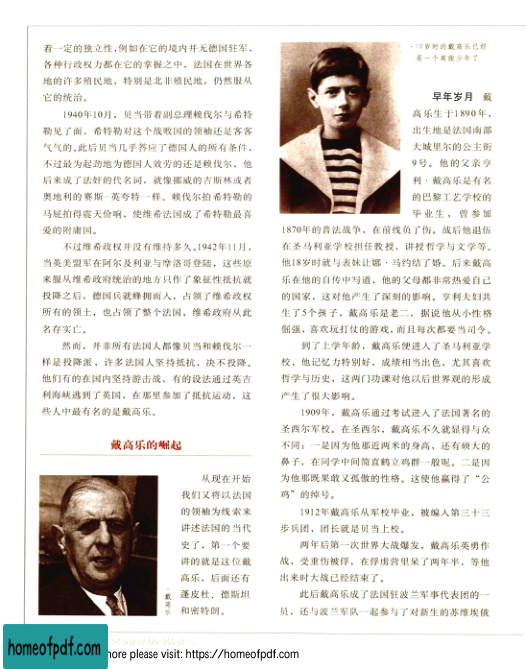 着一定的独立性，例如在它的境内并无德国驻军，
各种行政权力都在它的掌握之中，法国在世界各
地的许多殖民地，特别是北非殖民地，仍然服从
它的统治。
1940年10月，贝当带着副总理赖伐尔与希特
勒见了面。希特勒对这个战败国的领袖还是客客
气气的，此后贝当几乎答应了德国人的所有条件，
不过最为起劲地为德国人效劳的还是赖伐尔，他
后来成了法奸的代名词，就像挪威的吉斯林或者
奥地利的赛斯－英夸特一样。赖伐尔拍希特勒的
马屁拍得震天价响，使维希法国成了希特勒最喜
爱的附庸国。
不过维希政权并没有维持多久。1942年11月，
当英美盟军在阿尔及利亚与摩洛哥登陆，这些原
来服从维希政府统治的地方只作了象征性抵抗就
投降之后，德国兵就蜂拥而入，占领了维希政权
所有的领土，也占领了整个法国，维希政府从此
名存实亡。
然而，并非所有法国人都像贝当和赖伐尔一
样是投降派，许多法国人坚持抵抗，决不投降。
他们有的在国内坚持游击战，有的设法通过英吉
利海峡逃到了英国，在那里参加了抵抗运动，这
些人中最有名的是戴高乐。
戴高乐的崛起
从现在开始
我们又将以法国
的领袖为线索来
讲述法国的当代
史了，第一个要
讲的就是这位戴
高乐，后面还有
蓬皮杜、德斯坦
和密特朗。
·戴高乐
·10岁时的戴高乐已经
是一个英俊少年了
早年岁月 戴
高乐生于1890年，
出生地是法国南部
大城里尔的公主街
9号。他的父亲亨
利·戴高乐是有名
的巴黎工艺学校的
毕业生，曾参加
1870年的普法战争，在前线负了伤。战后他退伍
在圣马利亚学校担任教授，讲授哲学与文学等。
他18岁时就与表妹让娜·马约结了婚。后来戴高
乐在他的自传中写道，他的父母都非常热爱自己
的国家，这对他产生了深刻的影响。亨利夫妇共
生了5个孩子，戴高乐是老二，据说他从小性格
倔强，喜欢玩打仗的游戏，而且每次都要当司令。
到了上学年龄，戴高乐便进入了圣马利亚学
校，他记忆力特别好，成绩相当出色，尤其喜欢
哲学与历史，这两门功课对他以后世界观的形成
产生了很大影响。
1909年，戴高乐通过考试进入了法国著名的
圣西尔军校。在圣西尔，戴高乐不久就显得与众
不同：一是因为他那近两米的身高，还有硕大的
鼻子，在同学中间简直鹤立鸡群一般呢。二是因
为他那既果敢又孤傲的性格。这使他赢得了“公
鸡”的绰号。
1912年戴高乐从军校毕业，被编入第三十三
步兵团，团长就是贝当上校。
两年后第一次世界大战爆发，戴高乐英勇作
战，受重伤被俘，在俘虏营里呆了两年半，等他
出来时大战已经结束了。
此后戴高乐成了法国驻波兰军事代表团的一
员，还与波兰军队一起参与了对新生的苏维埃俄
homeofpdf.com
ore please visit: https://homeofpdf.com